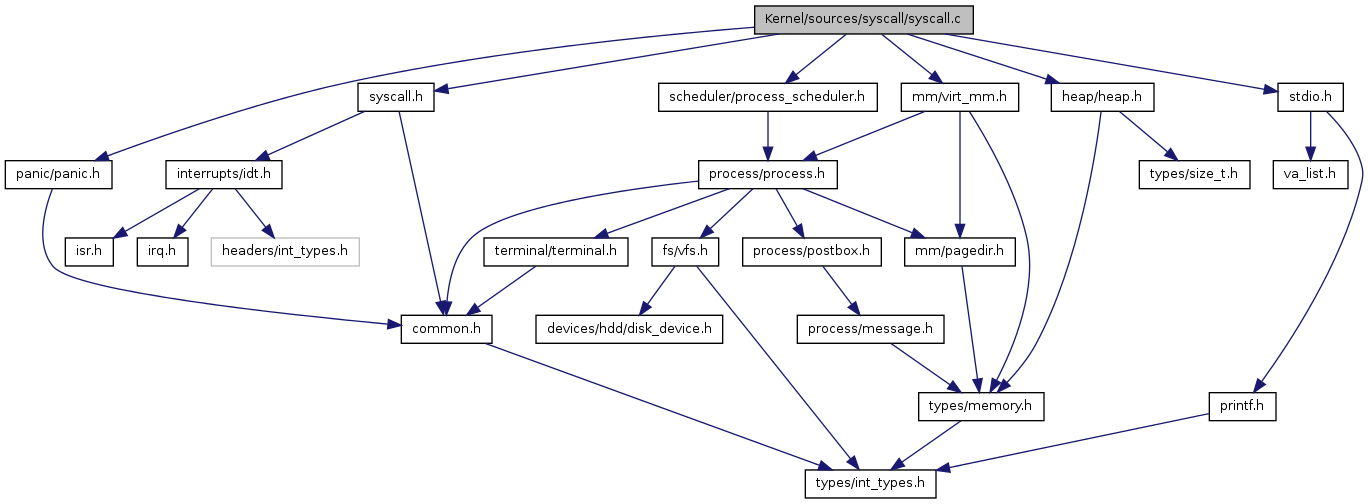 Kernel/sources/syscall/syscall.c
syscall.h
scheduler/process_scheduler.h
mm/virt_mm.h
heap/heap.h
stdio.h
panic/panic.h
interrupts/idt.h
process/process.h
types/size_t.h
va_list.h
isr.h
irq.h
headers/int_types.h
terminal/terminal.h
fs/vfs.h
process/postbox.h
mm/pagedir.h
common.h
devices/hdd/disk_device.h
process/message.h
types/memory.h
printf.h
types/int_types.h